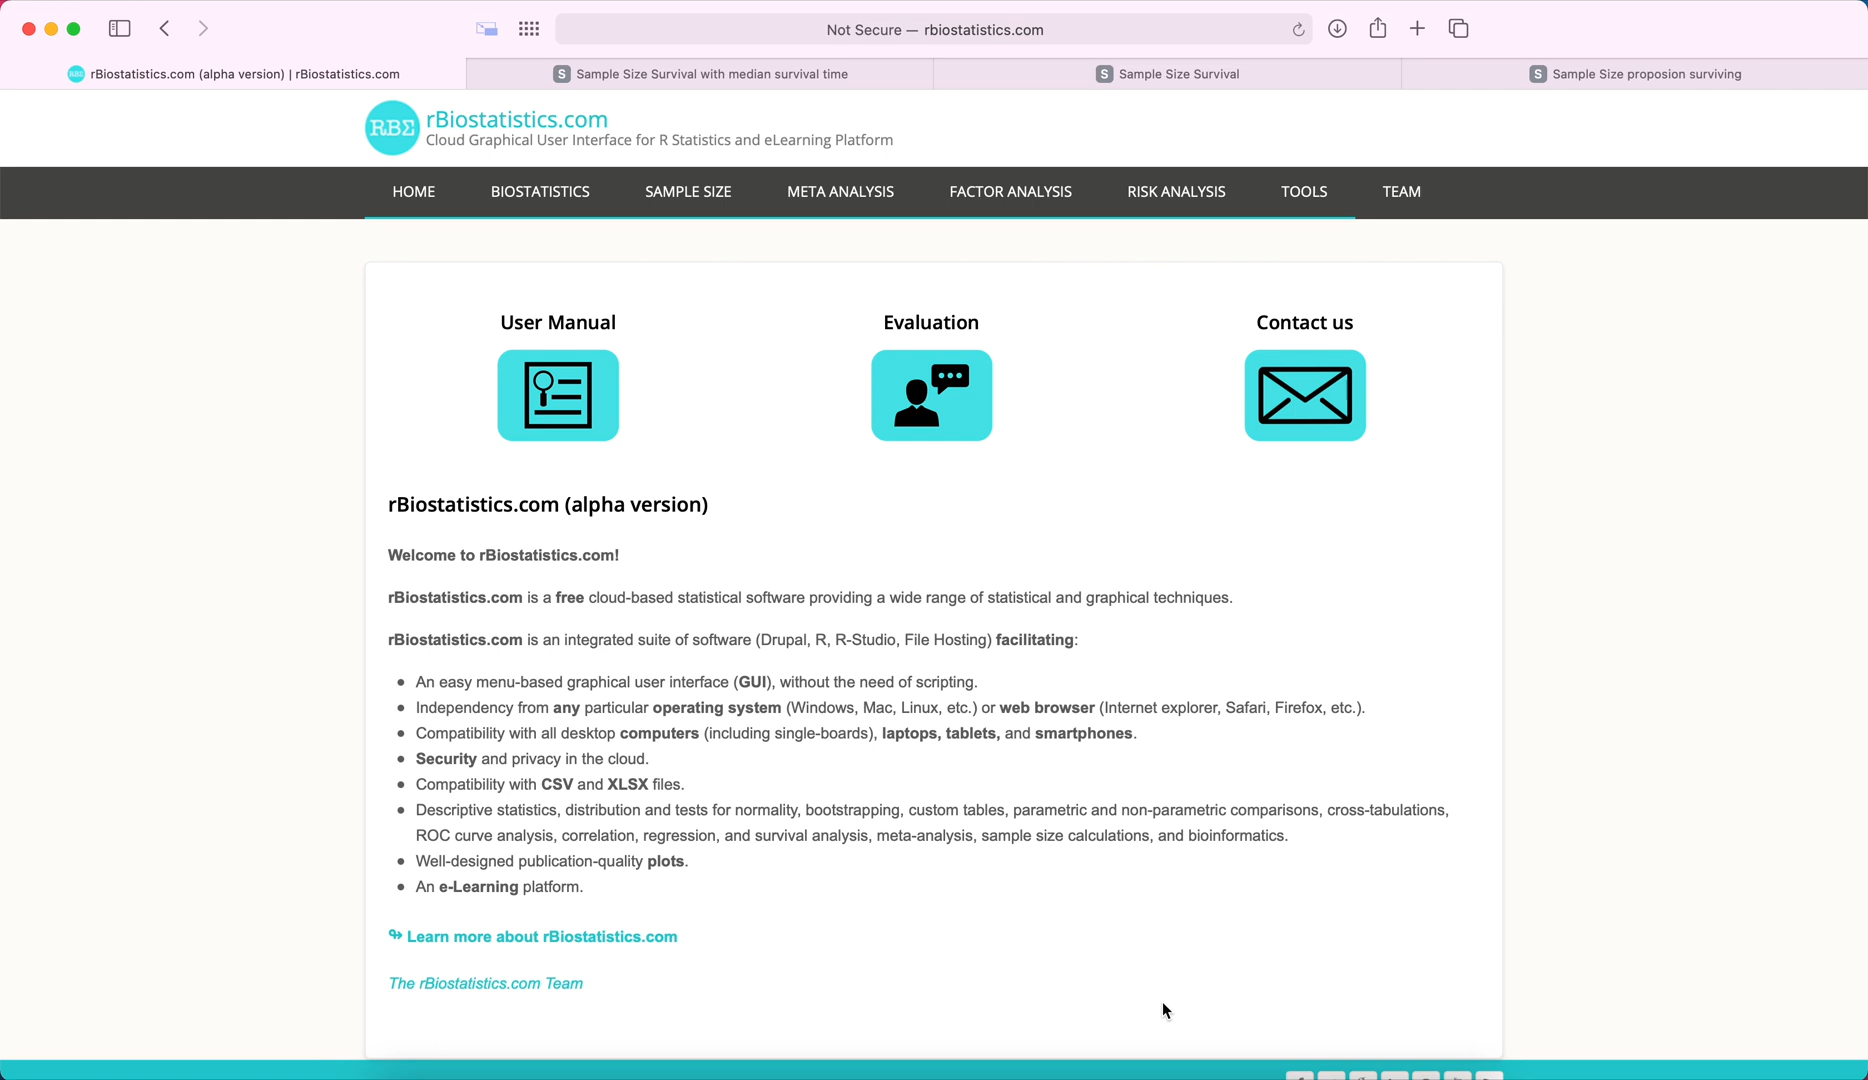 Not Secure — rbiostatistics.com
RBΣ rBiostatistics.com (alpha version) | rBiostatistics.com
S Sample Size Survival with median survival time
S Sample Size Survival
S Sample Size proposion surviving
RBΣ
rBiostatistics.com
Cloud Graphical User Interface for R Statistics and eLearning Platform
HOME BIOSTATISTICS SAMPLE SIZE META ANALYSIS FACTOR ANALYSIS RISK ANALYSIS TOOLS TEAM
User Manual Evaluation Contact us
rBiostatistics.com (alpha version)
Welcome to rBiostatistics.com!
rBiostatistics.com is a free cloud-based statistical software providing a wide range of statistical and graphical techniques.
rBiostatistics.com is an integrated suite of software (Drupal, R, R-Studio, File Hosting) facilitating:
• An easy menu-based graphical user interface (GUI), without the need of scripting.
• Independency from any particular operating system (Windows, Mac, Linux, etc.) or web browser (Internet explorer, Safari, Firefox, etc.).
• Compatibility with all desktop computers (including single-boards), laptops, tablets, and smartphones.
• Security and privacy in the cloud.
• Compatibility with CSV and XLSX files.
• Descriptive statistics, distribution and tests for normality, bootstrapping, custom tables, parametric and non-parametric comparisons, cross-tabulations,
ROC curve analysis, correlation, regression, and survival analysis, meta-analysis, sample size calculations, and bioinformatics.
• Well-designed publication-quality plots.
• An e-Learning platform.
↬ Learn more about rBiostatistics.com
The rBiostatistics.com Team